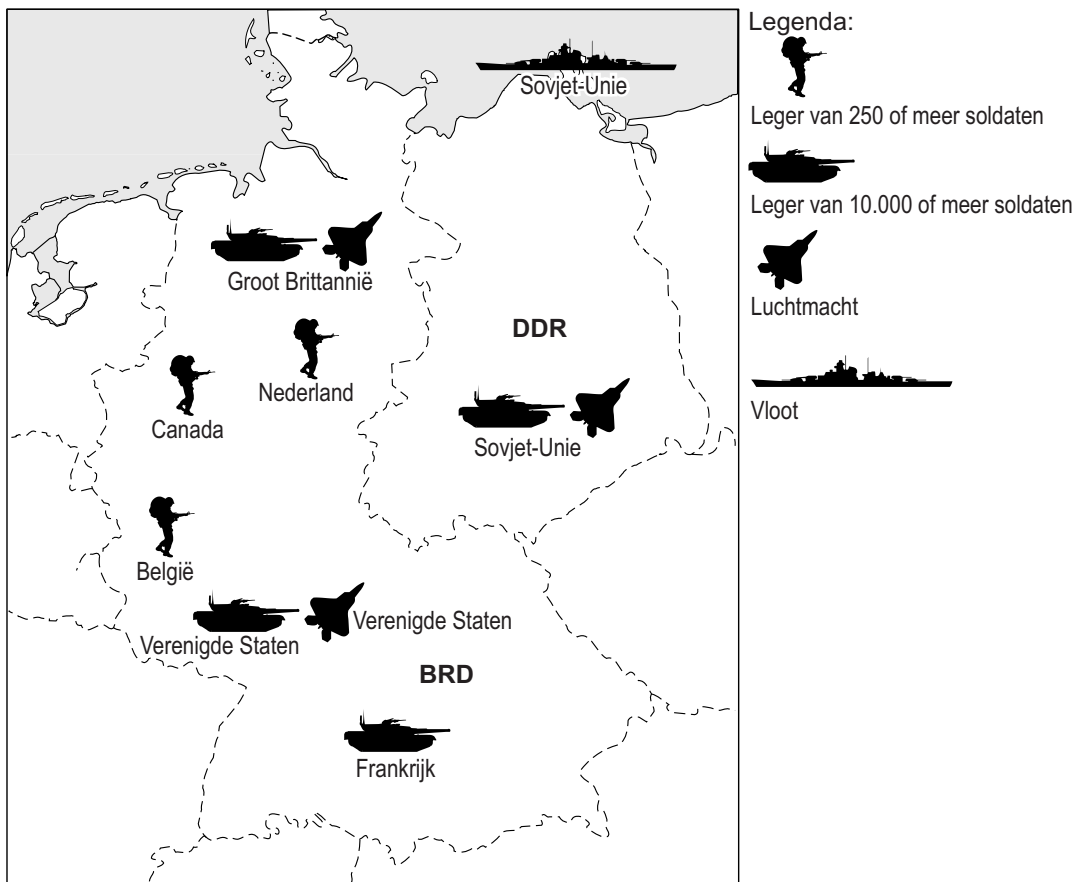 Legenda:
Sovjet-Unie
Leger van 250 of meer soldaten
Leger van 10.000 of meer soldaten
Groot Brittannië
Luchtmacht
DDR
Nederland
Vloot
Canada
Sovjet-Unie
België
Verenigde Staten
Verenigde Staten
BRD
Frankrijk